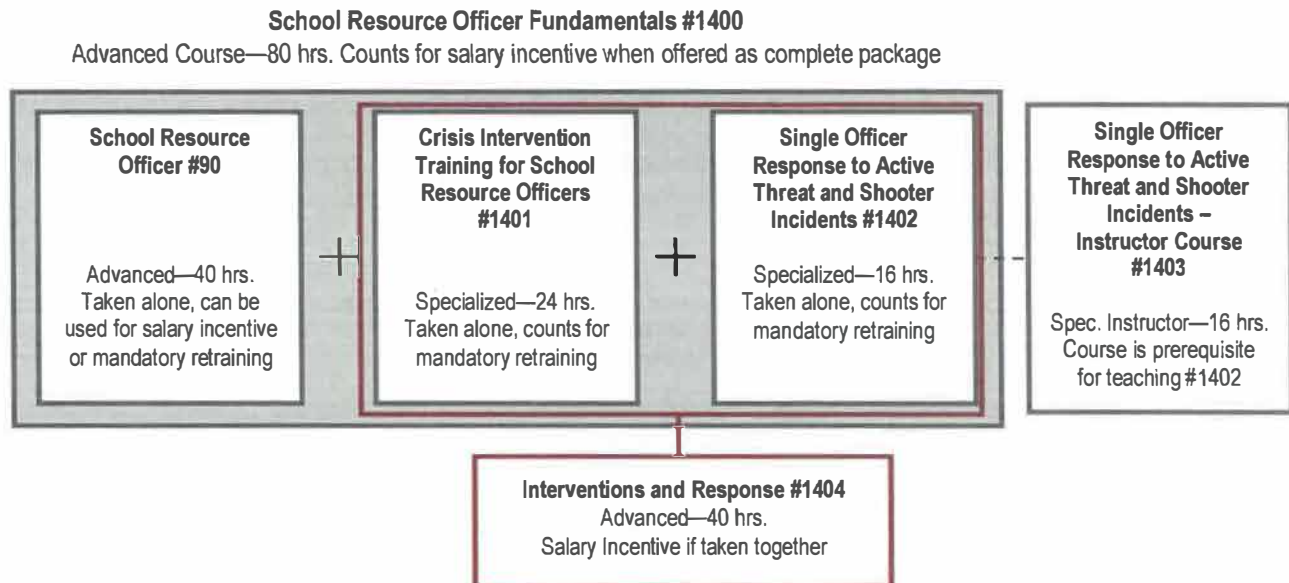 School Resource Officer Fundamentals #1400
Advanced Course—80 hrs. Counts for salary incentive when offered as complete package
School Resource
Officer #90
Advanced—40 hrs.
Taken alone, can be
used for salary incentive
or mandatory retraining
+
Crisis Intervention
Training for School
Resource Officers
#1401
Specialized—24 hrs.
Taken alone, counts for
mandatory retraining
+
Single Officer
Response to Active
Threat and Shooter
Incidents #1402
Specialized—16 hrs.
Taken alone, counts for
mandatory retraining
Single Officer
Response to Active
Threat and Shooter
Incidents –
Instructor Course
#1403
Spec. Instructor—16 hrs.
Course is prerequisite
for teaching #1402
Interventions and Response #1404
Advanced—40 hrs.
Salary Incentive if taken together